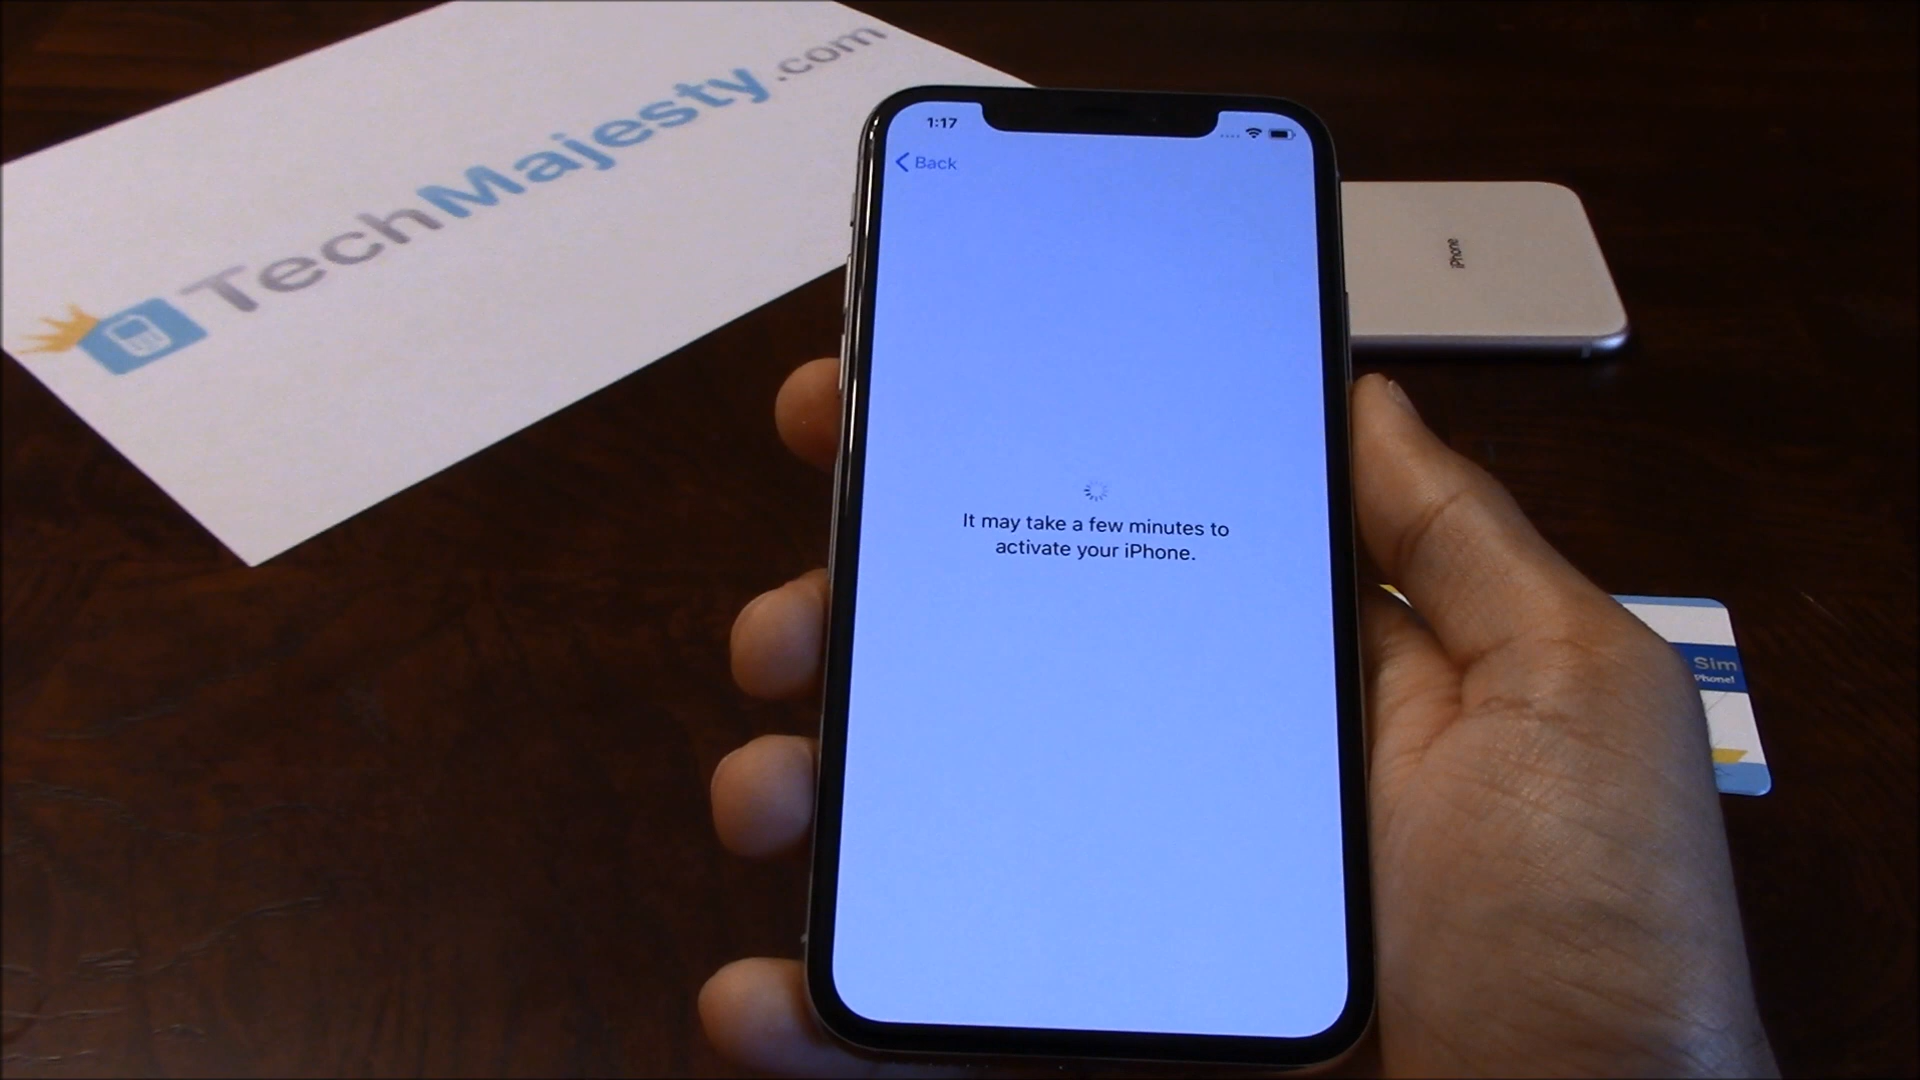 TechMajesty.com
1:17
Back
It may take a few minutes to
activate your iPhone.
iPhone
Sim
Phone!